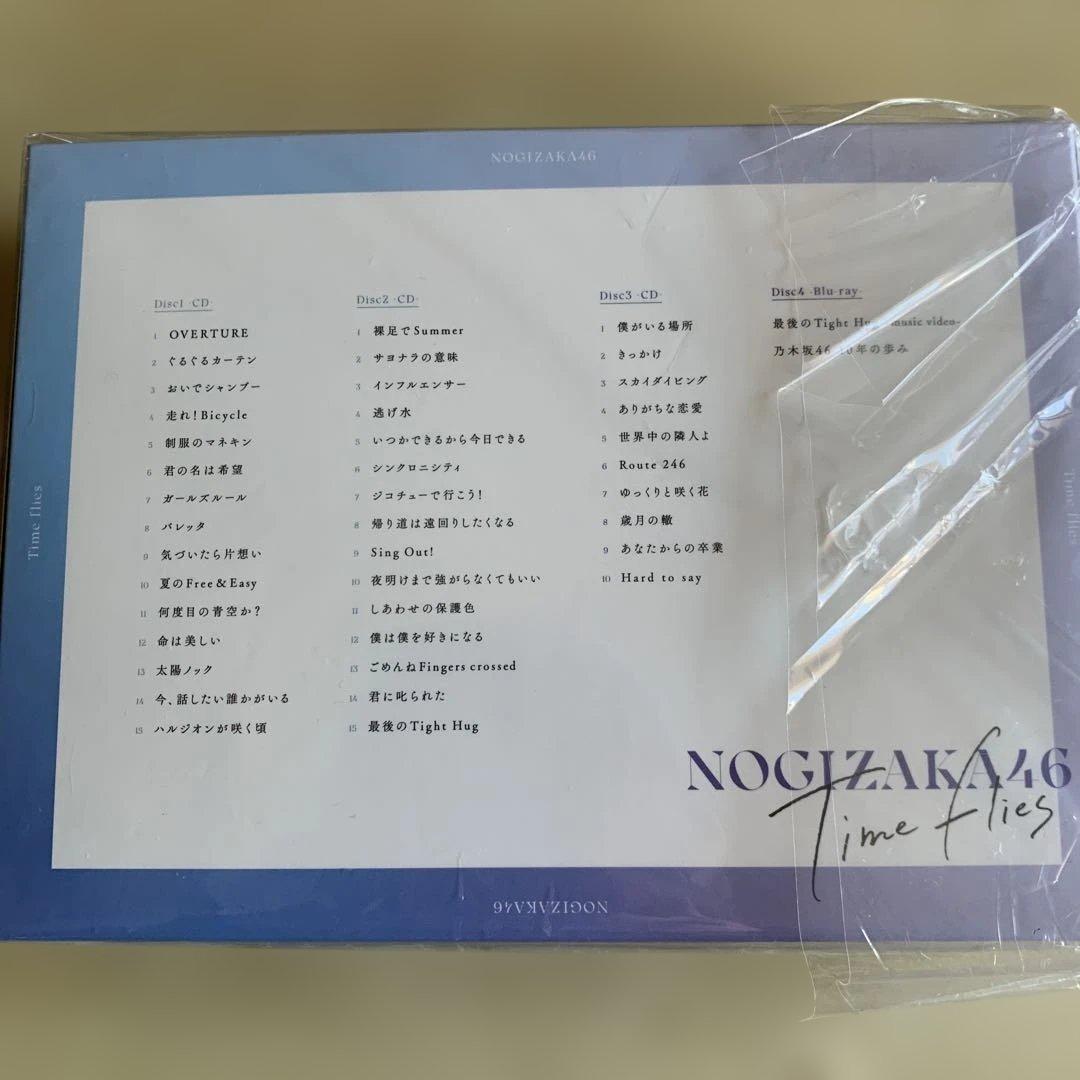 NOGIZAKA46
Disc1 -CD-
1 OVERTURE
2 ぐるぐるカーテン
3 おいでシャンプー
4 走れ!Bicycle
5 制服のマネキン
6 君の名は希望
7 ガールズルール
8 バレッタ
9 気づいたら片想い
10 夏のFree&Easy
11 何度目の青空か?
12 命は美しい
13 太陽ノック
14 今、話したい誰かがいる
15 ハルジオンが咲く頃
Disc2 -CD-
1 裸足でSummer
2 サヨナラの意味
3 インフルエンサー
4 逃げ水
5 いつかできるから今日できる
6 シンクロニシティ
7 ジコチューで行こう!
8 帰り道は遠回りしたくなる
9 Sing Out!
10 夜明けまで強がらなくてもいい
11 しあわせの保護色
12 僕は僕を好きになる
13 ごめんねFingers crossed
14 君に叱られた
15 最後のTight Hug
Disc3 -CD-
1 僕がいる場所
2 きっかけ
3 スカイダイビング
4 ありがちな恋愛
5 世界中の隣人よ
6 Route 246
7 ゆっくりと咲く花
8 歳月の轍
9 あなたからの卒業
10 Hard to say
Disc4 -Blu-ray-
最後のTight Hug -music video-
乃木坂46 10年の歩み
Time flies
Time flies
NOGIZAKA46
Time flies
NOGIZAKA46